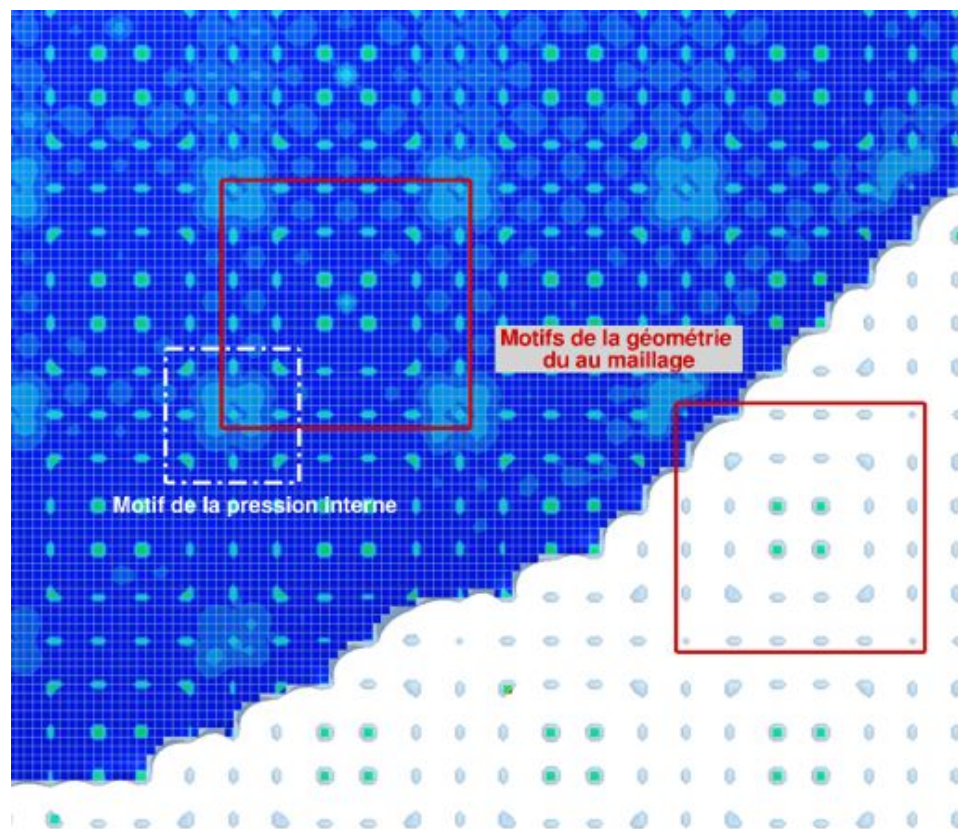 Motifs de la géométrie
du au maillage
Motif de la pression interne